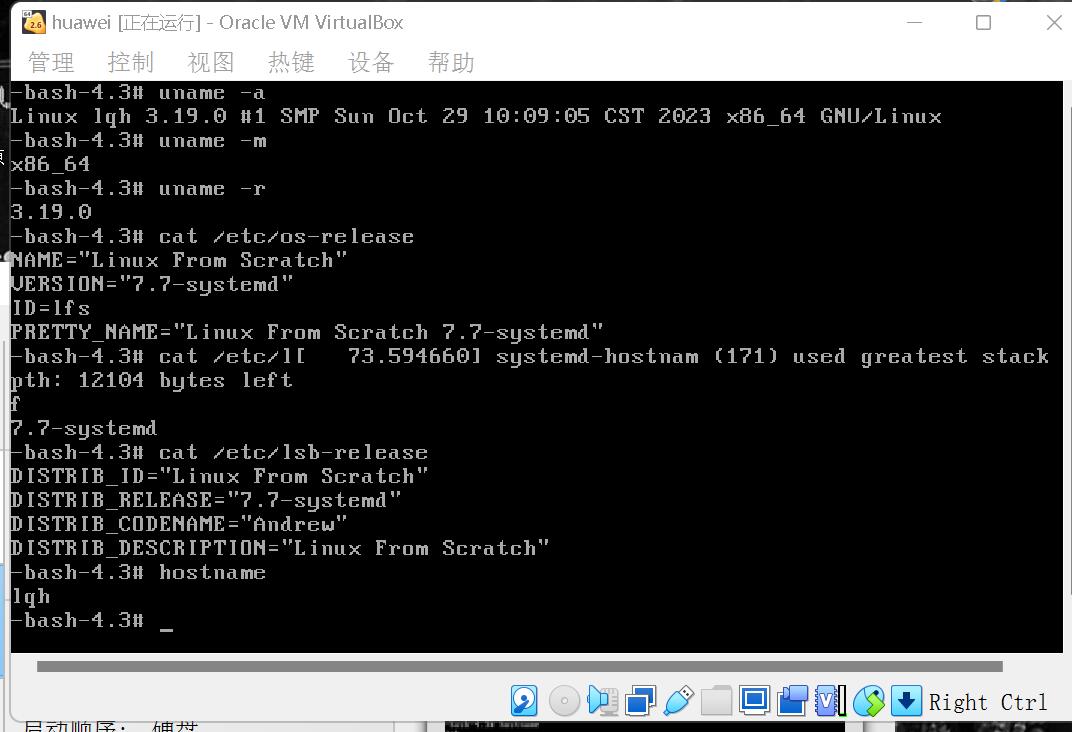 huawei [正在运行] - Oracle VM VirtualBox
管理 控制 视图 热键 设备 帮助
-bash-4.3# uname -a
Linux lqh 3.19.0 #1 SMP Sun Oct 29 10:09:05 CST 2023 x86_64 GNU/Linux
-bash-4.3# uname -m
x86_64
-bash-4.3# uname -r
3.19.0
-bash-4.3# cat /etc/os-release
NAME="Linux From Scratch"
VERSION="7.7-systemd"
ID=lfs
PRETTY_NAME="Linux From Scratch 7.7-systemd"
-bash-4.3# cat /etc/l[   73.594660] systemd-hostnam (171) used greatest stack
pth: 12104 bytes left
f
7.7-systemd
-bash-4.3# cat /etc/lsb-release
DISTRIB_ID="Linux From Scratch"
DISTRIB_RELEASE="7.7-systemd"
DISTRIB_CODENAME="Andrew"
DISTRIB_DESCRIPTION="Linux From Scratch"
-bash-4.3# hostname
lqh
-bash-4.3# _
Right Ctrl
启动顺序: 硬盘